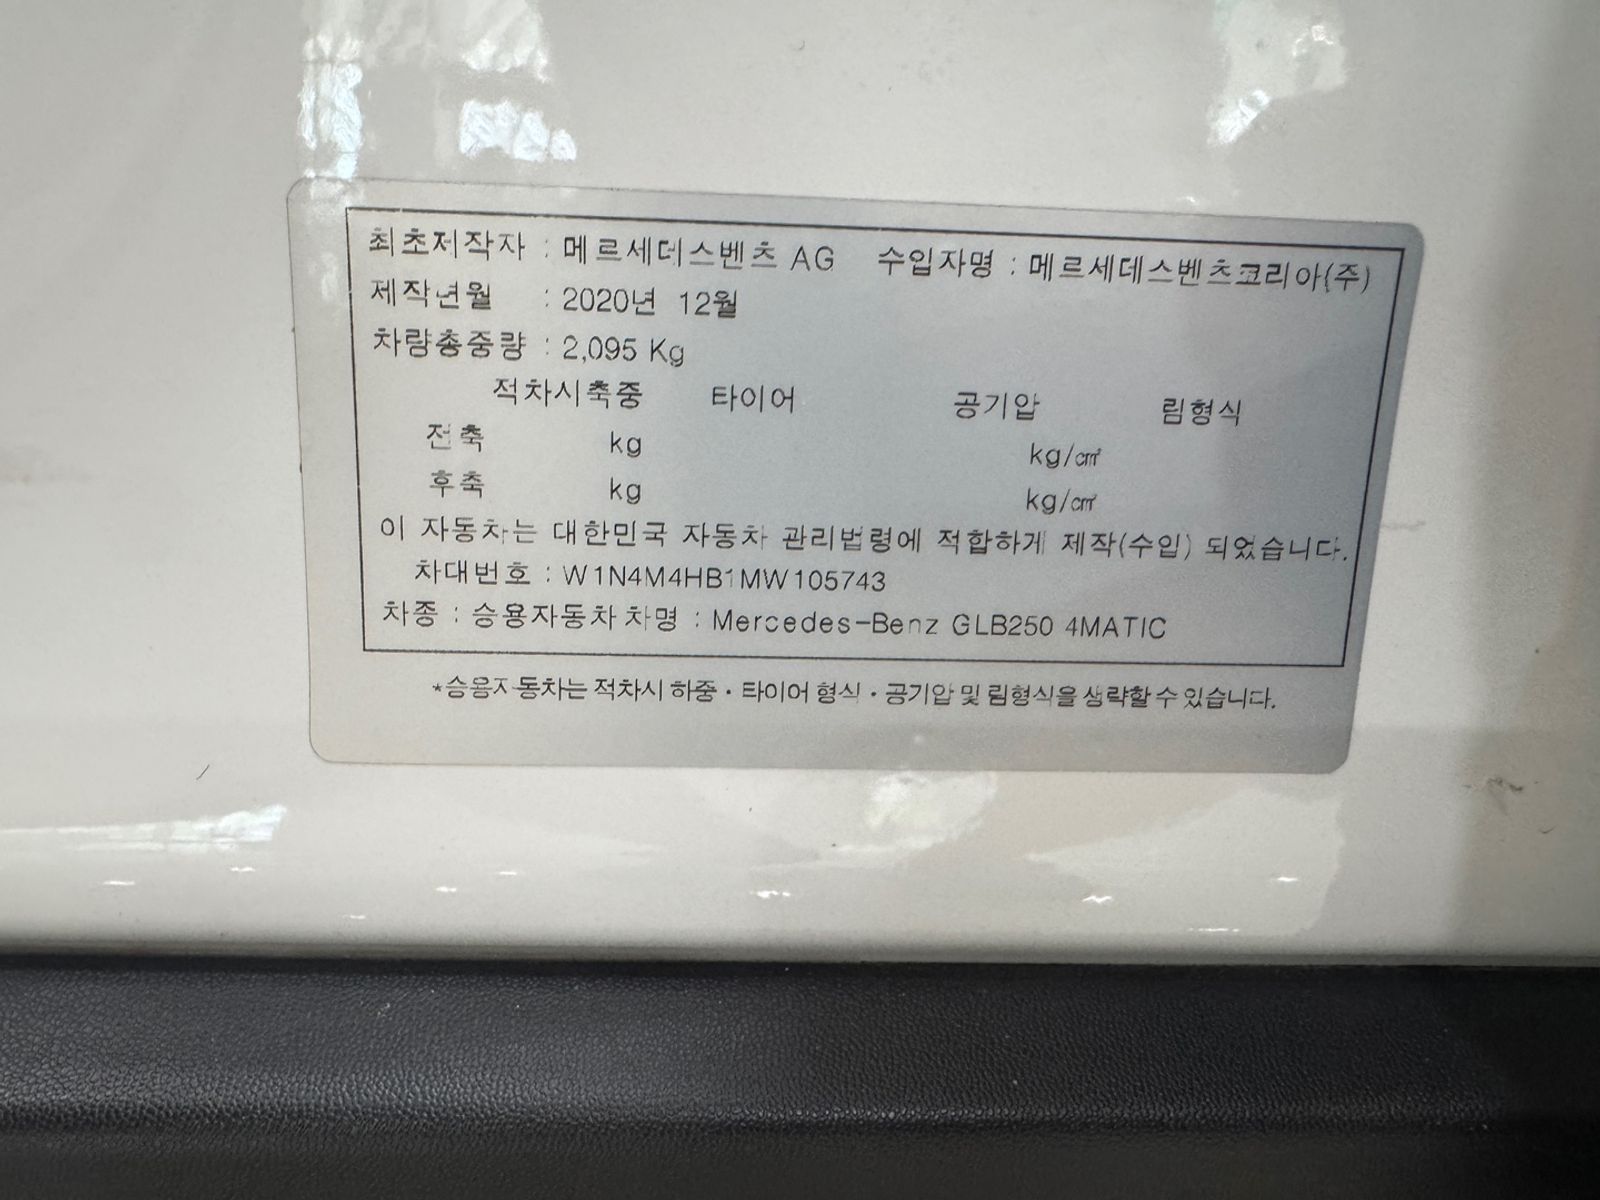 최초제작자 : 메르세데스벤츠 AG 수입자명 : 메르세데스벤츠코리아(주)
제작년월 : 2020년 12월
차량총중량 : 2,095 Kg
적차시축중 타이어 공기압 림형식
전축 kg kg/㎠
후축 kg kg/㎠
이 자동차는 대한민국 자동차 관리법령에 적합하게 제작(수입) 되었습니다.
차대번호 : W1N4M4HB1MW105743
차종 : 승용자동차 차명 : Mercedes-Benz GLB250 4MATIC
*승용자동차는 적차시 하중・타이어 형식・공기압 및 림형식을 생략할 수 있습니다.